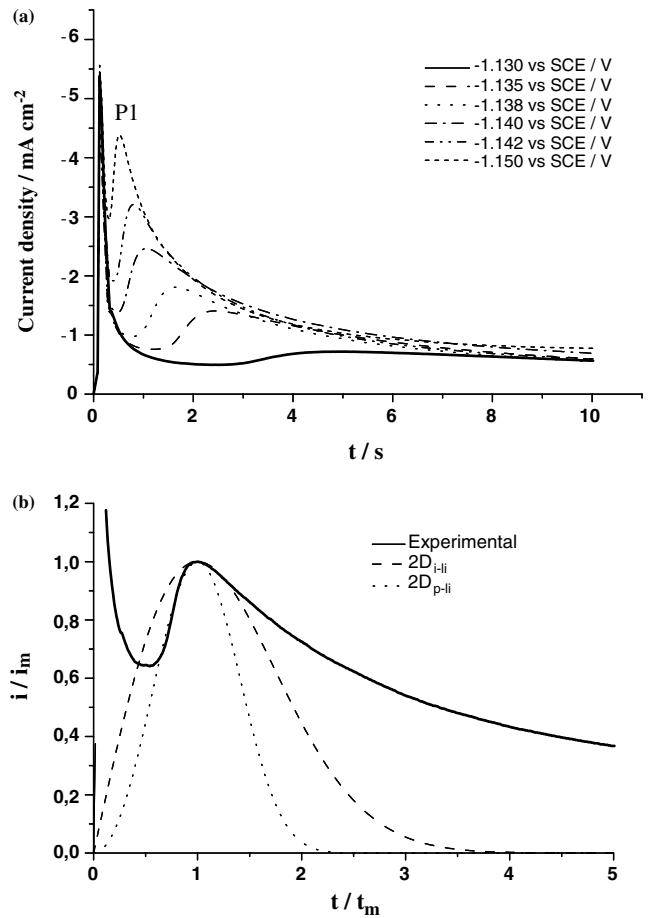 (a)
-6
-5
-4
-3
-2
-1
0
Current density / mA cm-2
P1
-1.130 vs SCE / V
-1.135 vs SCE / V
-1.138 vs SCE / V
-1.140 vs SCE / V
-1.142 vs SCE / V
-1.150 vs SCE / V
0 2 4 6 8 10
t / s
(b)
1,2
1,0
0,8
0,6
0,4
0,2
0,0
i / im
Experimental
2Di-li
2Dp-li
0 1 2 3 4 5
t / tm